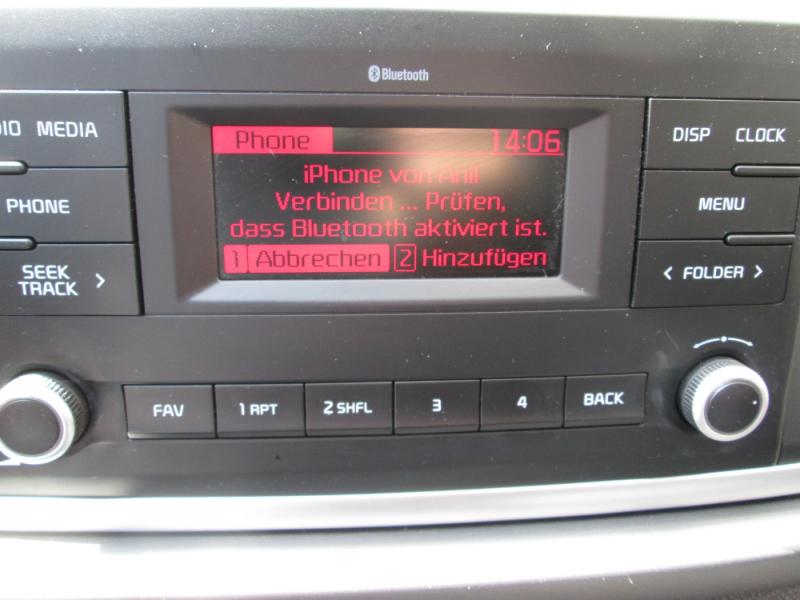 Bluetooth
MEDIA
DISP CLOCK
Phone 14:06
iPhone von Anil
Verbinden ... Prüfen,
dass Bluetooth aktiviert ist.
1 Abbrechen 2 Hinzufügen
PHONE
MENU
SEEK
TRACK >
< FOLDER >
FAV
1 RPT
2 SHFL
3
4
BACK